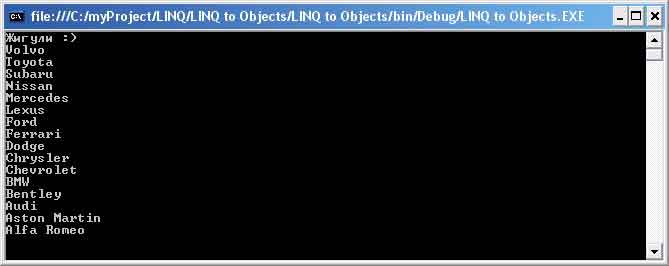 file:///C:/myProject/LINQ/LINQ to Objects/LINQ to Objects/bin/Debug/LINQ to Objects.EXE
Жигули :)
Volvo
Toyota
Subaru
Nissan
Mercedes
Lexus
Ford
Ferrari
Dodge
Chrysler
Chevrolet
BMW
Bentley
Audi
Aston Martin
Alfa Romeo